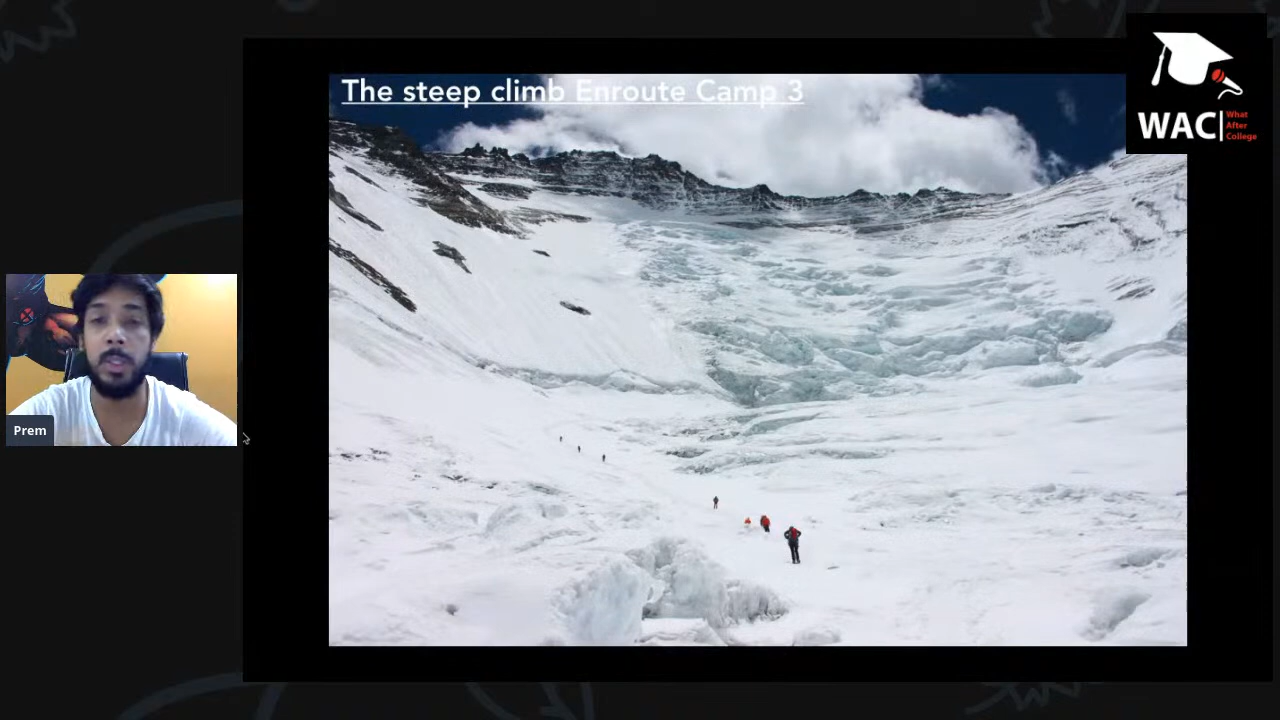 The steep climb Enroute Camp 3
WAC
What
After
College
Prem